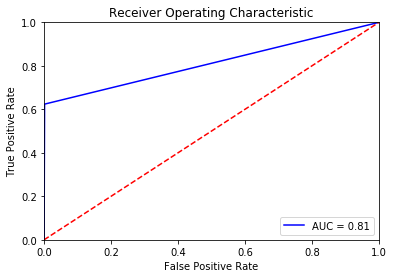 Receiver Operating Characteristic
True Positive Rate
1.0
0.8
0.6
0.4
0.2
0.0
AUC = 0.81
0.0 0.2 0.4 0.6 0.8 1.0
False Positive Rate